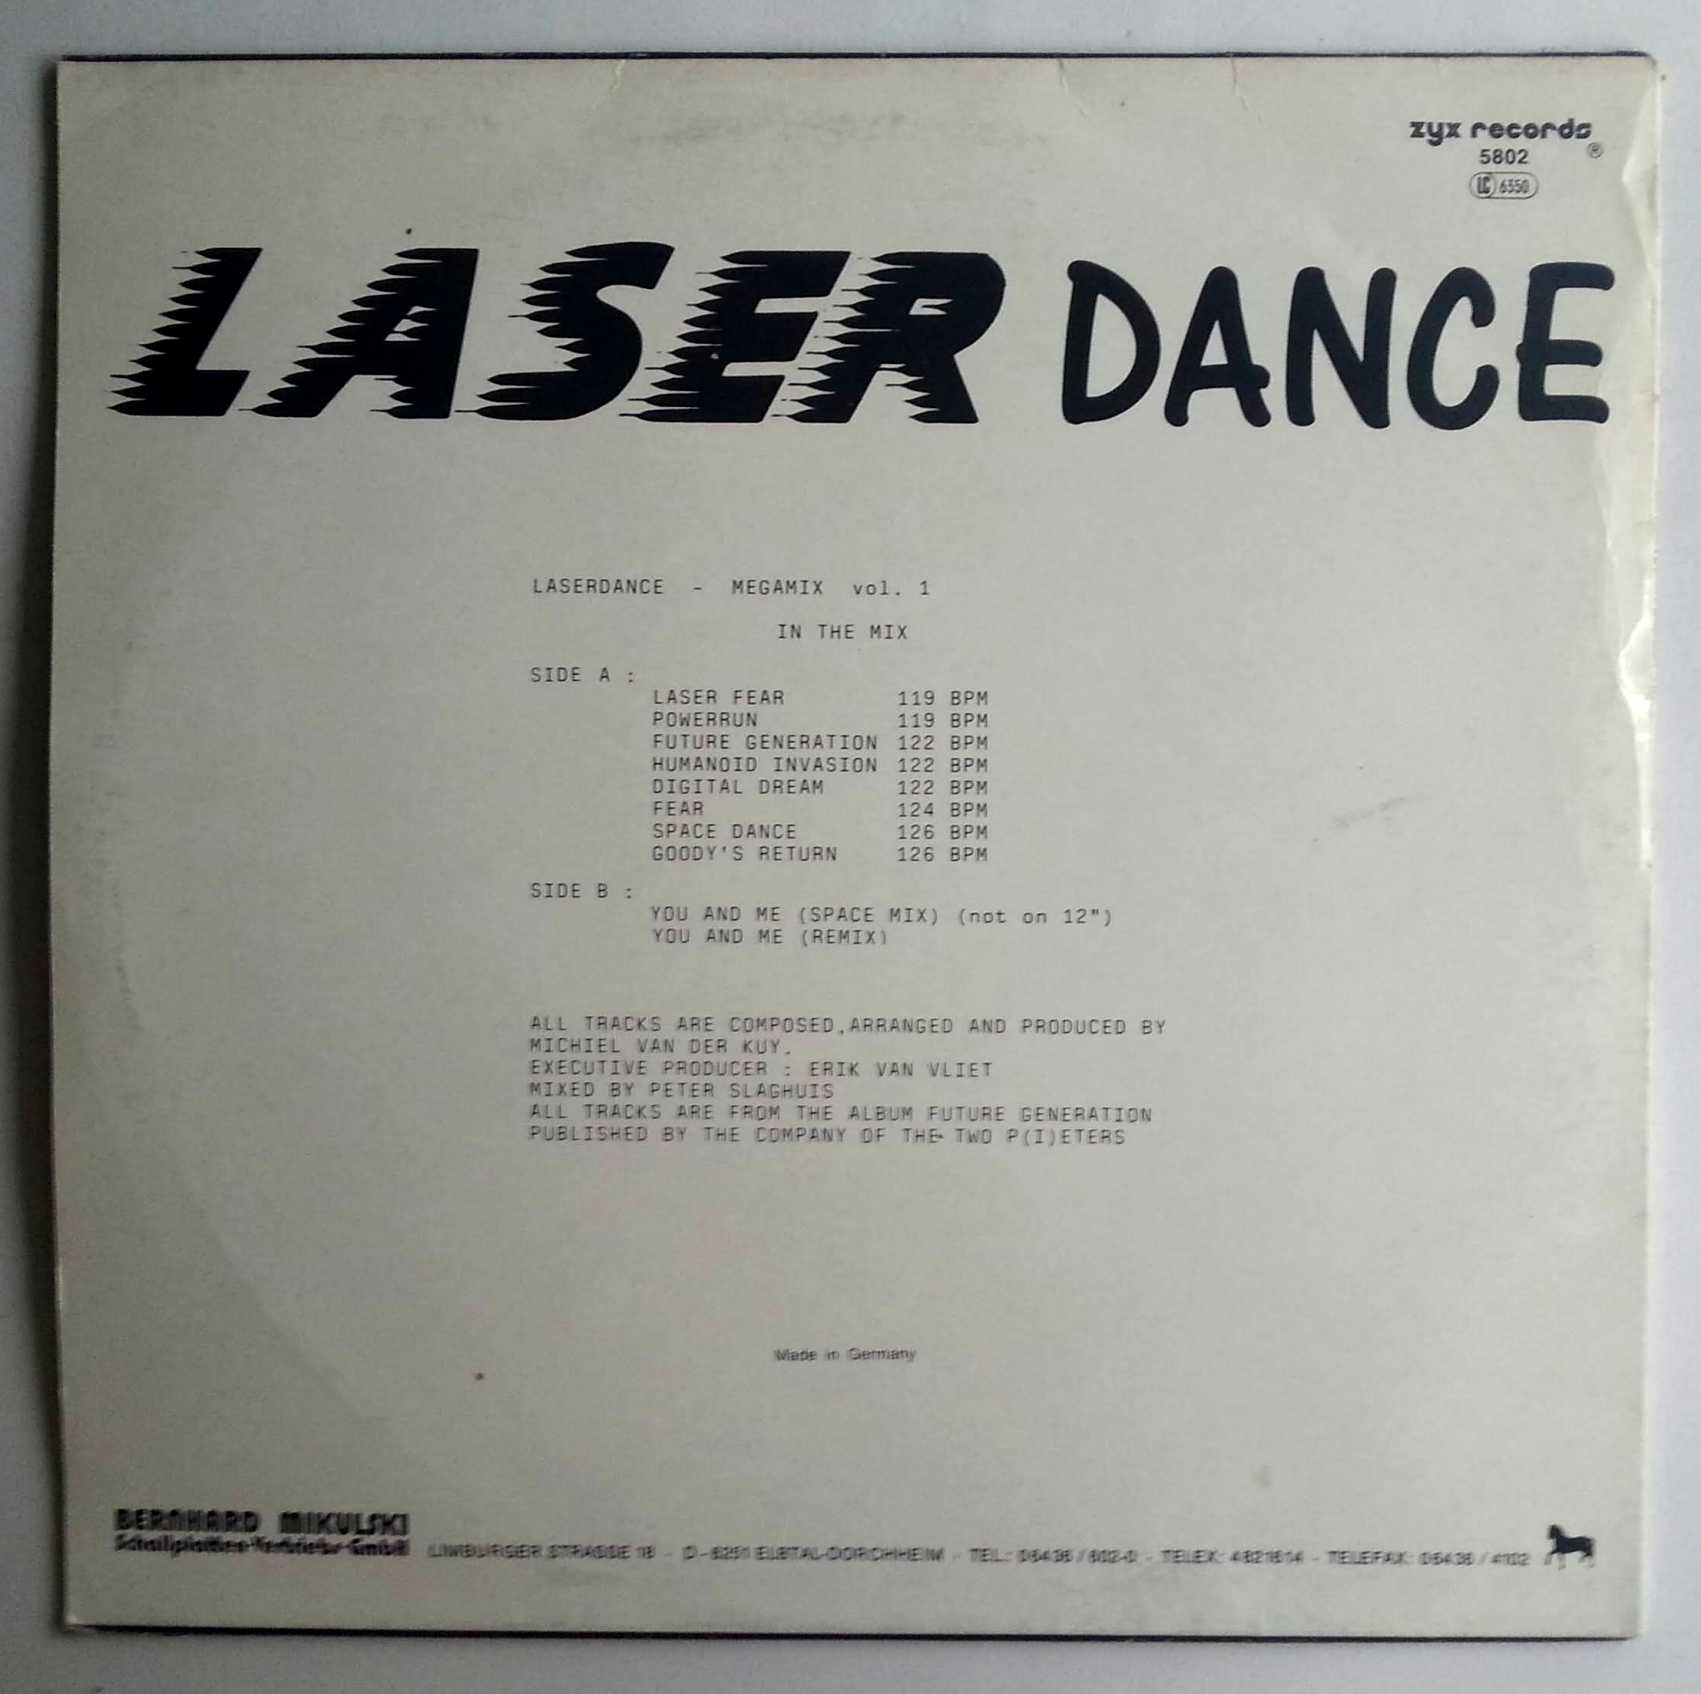 zyx records
®
5802
LC 6350
LASER DANCE
LASERDANCE - MEGAMIX vol. 1
IN THE MIX
SIDE A :
LASER FEAR 119 BPM
POWERRUN 119 BPM
FUTURE GENERATION 122 BPM
HUMANOID INVASION 122 BPM
DIGITAL DREAM 122 BPM
FEAR 124 BPM
SPACE DANCE 126 BPM
GOODY'S RETURN 126 BPM
SIDE B :
YOU AND ME (SPACE MIX) (not on 12")
YOU AND ME (REMIX)
ALL TRACKS ARE COMPOSED,ARRANGED AND PRODUCED BY
MICHIEL VAN DER KUY.
EXECUTIVE PRODUCER : ERIK VAN VLIET
MIXED BY PETER SLAGHUIS
ALL TRACKS ARE FROM THE ALBUM FUTURE GENERATION
PUBLISHED BY THE COMPANY OF THE TWO P(I)ETERS
Made in Germany
BERNHARD MIKULSKI
Schallplatten-Vertriebs-GmbH LIMBURGER STRASSE 18 - D-6251 ELBTAL-DORCHHEIM - TEL.: 06436 / 602-0 - TELEX: 4821614 - TELEFAX: 06436 / 4102